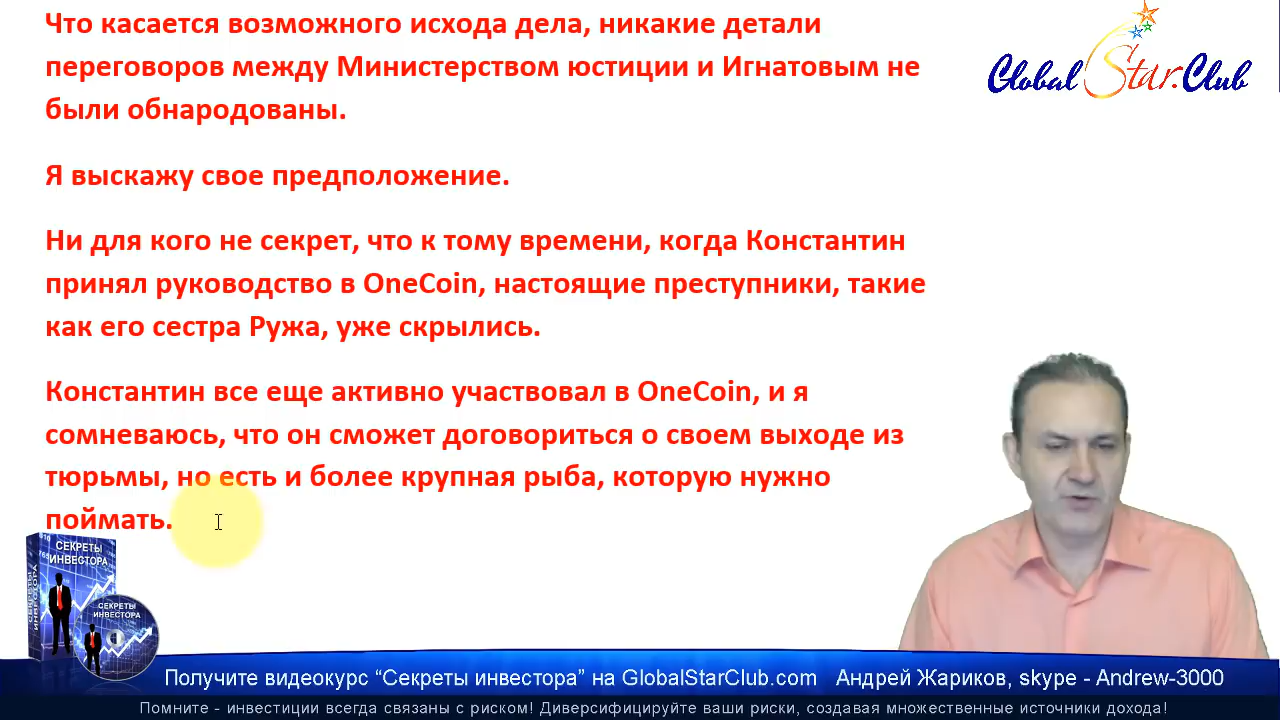 Что касается возможного исхода дела, никакие детали
переговоров между Министерством юстиции и Игнатовым не
были обнародованы.
Я выскажу свое предположение.
Ни для кого не секрет, что к тому времени, когда Константин
принял руководство в OneCoin, настоящие преступники, такие
как его сестра Ружа, уже скрылись.
Константин все еще активно участвовал в OneCoin, и я
сомневаюсь, что он сможет договориться о своем выходе из
тюрьмы, но есть и более крупная рыба, которую нужно
поймать.
Global Star.Club
СЕКРЕТЫ
ИНВЕСТОРА
СЕКРЕТЫ
ИНВЕСТОРА
Получите видеокурс “Секреты инвестора” на GlobalStarClub.com Андрей Жариков, skype - Andrew-3000
Помните - инвестиции всегда связаны с риском! Диверсифицируйте ваши риски, создавая множественные источники дохода!